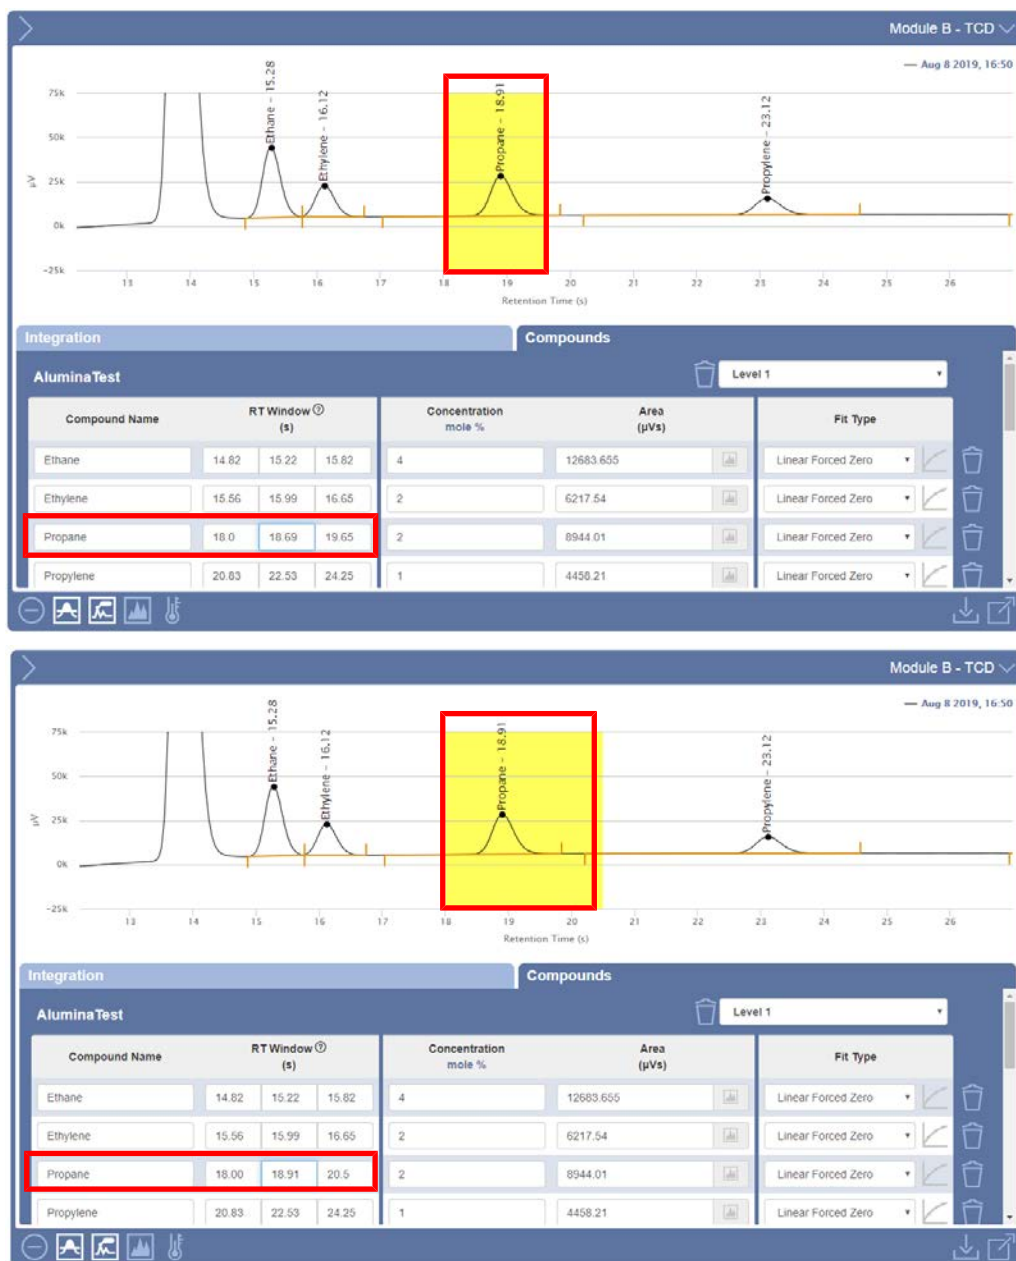 Module B - TCD
Aug 8 2019, 16:50
75k
50k
25k
0k
-25k
µV
Ethane - 15.28
Ethylene - 16.12
Propane - 18.91
Propylene - 23.12
13 14 15 16 17 18 19 20 21 22 23 24 25 26
Retention Time (s)
Integration
Compounds
AluminaTest
Level 1
Compound Name RT Window ? (s) Concentration mole % Area (µVs) Fit Type
Ethane 14.82 15.22 15.82 4 12683.655 Linear Forced Zero
Ethylene 15.56 15.99 16.65 2 6217.54 Linear Forced Zero
Propane 18.0 18.69 19.65 2 8944.01 Linear Forced Zero
Propylene 20.83 22.53 24.25 1 4458.21 Linear Forced Zero
Module B - TCD
Aug 8 2019, 16:50
75k
50k
25k
0k
-25k
µV
Ethane - 15.28
Ethylene - 16.12
Propane - 18.91
Propylene - 23.12
13 14 15 16 17 18 19 20 21 22 23 24 25 26
Retention Time (s)
Integration
Compounds
AluminaTest
Level 1
Compound Name RT Window ? (s) Concentration mole % Area (µVs) Fit Type
Ethane 14.82 15.22 15.82 4 12683.655 Linear Forced Zero
Ethylene 15.56 15.99 16.65 2 6217.54 Linear Forced Zero
Propane 18.00 18.91 20.5 2 8944.01 Linear Forced Zero
Propylene 20.83 22.53 24.25 1 4458.21 Linear Forced Zero